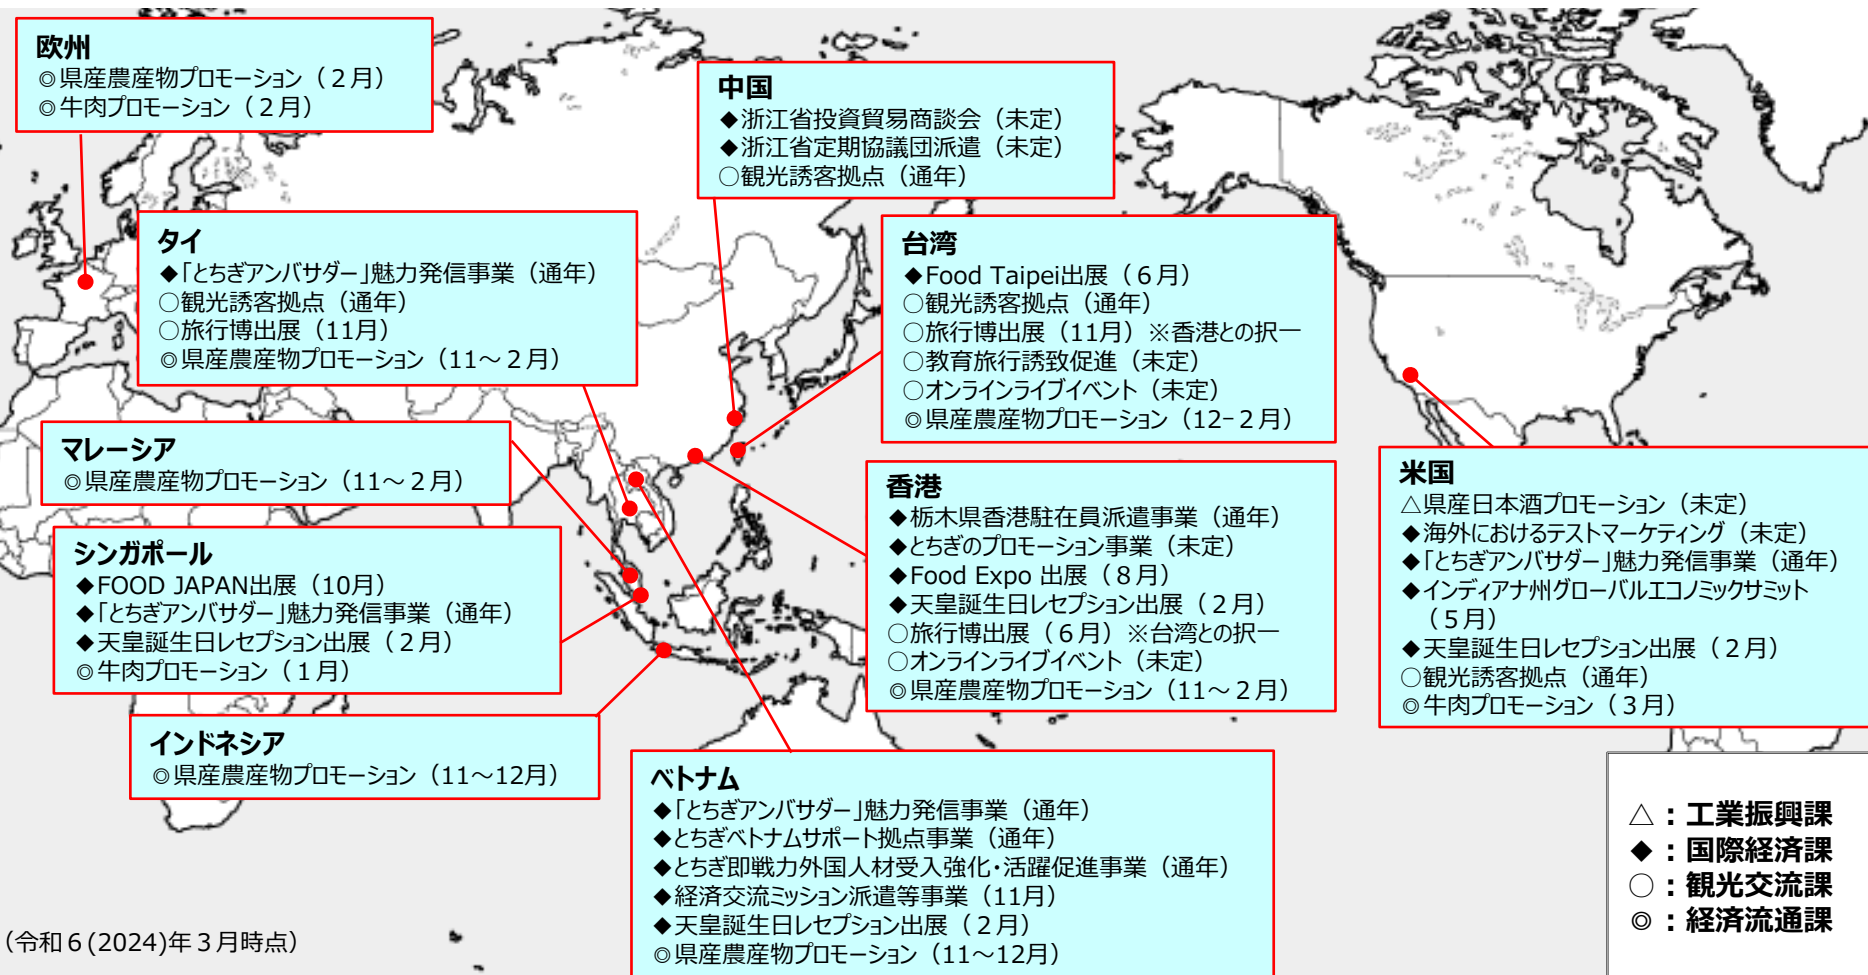 欧州
◎県産農産物プロモーション（２月）
◎牛肉プロモーション（２月）
中国
◆浙江省投資貿易商談会（未定）
◆浙江省定期協議団派遣（未定）
○観光誘客拠点（通年）
タイ
◆「とちぎアンバサダー」魅力発信事業（通年）
○観光誘客拠点（通年）
○旅行博出展（11月）
◎県産農産物プロモーション（11～２月）
台湾
◆Food Taipei出展（６月）
○観光誘客拠点（通年）
○旅行博出展（11月）※香港との択一
○教育旅行誘致促進（未定）
○オンラインライブイベント（未定）
◎県産農産物プロモーション（12-２月）
マレーシア
◎県産農産物プロモーション（11～２月）
シンガポール
◆FOOD JAPAN出展（10月）
◆「とちぎアンバサダー」魅力発信事業（通年）
◆天皇誕生日レセプション出展（２月）
◎牛肉プロモーション（１月）
香港
◆栃木県香港駐在員派遣事業（通年）
◆とちぎのプロモーション事業（未定）
◆Food Expo 出展（８月）
◆天皇誕生日レセプション出展（２月）
○旅行博出展（６月）※台湾との択一
○オンラインライブイベント（未定）
◎県産農産物プロモーション（11～２月）
米国
△県産日本酒プロモーション（未定）
◆海外におけるテストマーケティング（未定）
◆「とちぎアンバサダー」魅力発信事業（通年）
◆インディアナ州グローバルエコノミックサミット
（５月）
◆天皇誕生日レセプション出展（２月）
○観光誘客拠点（通年）
◎牛肉プロモーション（３月）
インドネシア
◎県産農産物プロモーション（11～12月）
ベトナム
◆「とちぎアンバサダー」魅力発信事業（通年）
◆とちぎベトナムサポート拠点事業（通年）
◆とちぎ即戦力外国人材受入強化・活躍促進事業（通年）
◆経済交流ミッション派遣等事業（11月）
◆天皇誕生日レセプション出展（２月）
◎県産農産物プロモーション（11～12月）
△：工業振興課
◆：国際経済課
○：観光交流課
◎：経済流通課
（令和６(2024)年３月時点）